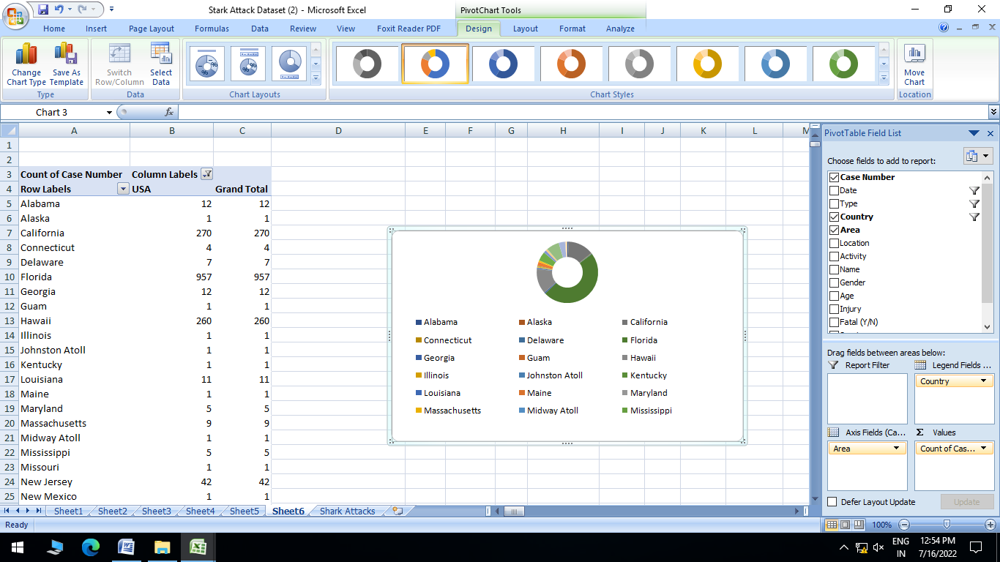 Stark Attack Dataset (2) - Microsoft Excel
PivotChart Tools
Home Insert Page Layout Formulas Data Review View Foxit Reader PDF Design Layout Format Analyze
Change Chart Type
Save As Template
Switch Row/Column
Select Data
Move Chart
Type Data Chart Layouts Chart Styles Location
Chart 3 fx
A B C D E F G H I J K L M
1
2
3 Count of Case Number Column Labels
4 Row Labels USA Grand Total
5 Alabama 12 12
6 Alaska 1 1
7 California 270 270
8 Connecticut 4 4
9 Delaware 7 7
10 Florida 957 957
11 Georgia 12 12
12 Guam 1 1
13 Hawaii 260 260
14 Illinois 1 1
15 Johnston Atoll 1 1
16 Kentucky 1 1
17 Louisiana 11 11
18 Maine 1 1
19 Maryland 5 5
20 Massachusetts 9 9
21 Midway Atoll 1 1
22 Mississippi 5 5
23 Missouri 1 1
24 New Jersey 42 42
25 New Mexico 1 1
Alabama Alaska California
Connecticut Delaware Florida
Georgia Guam Hawaii
Illinois Johnston Atoll Kentucky
Louisiana Maine Maryland
Massachusetts Midway Atoll Mississippi
PivotTable Field List
Choose fields to add to report:
Case Number
Date
Type
Country
Area
Location
Activity
Name
Gender
Age
Injury
Fatal (Y/N)
Drag fields between areas below:
Report Filter Legend Fields ...
Country
Axis Fields (Ca... Σ Values
Area Count of Cas...
Defer Layout Update Update
Sheet1 Sheet2 Sheet3 Sheet4 Sheet5 Sheet6 Shark Attacks
Ready 100%
ENG 12:54 PM
IN 7/16/2022